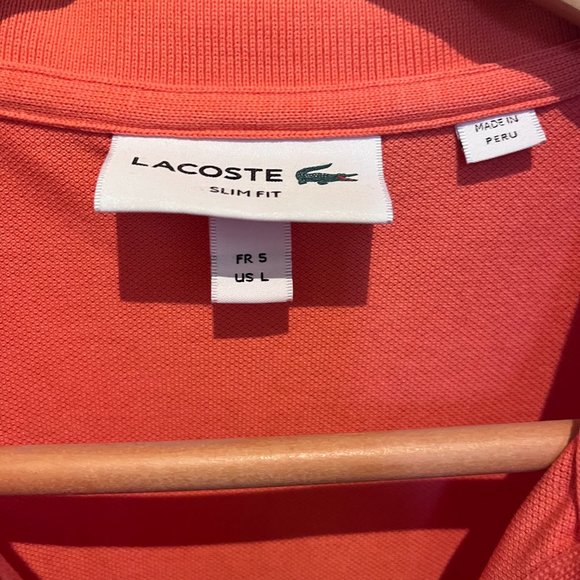 LACOSTE
SLIM FIT
FR 5
US L
MADE IN
PERU